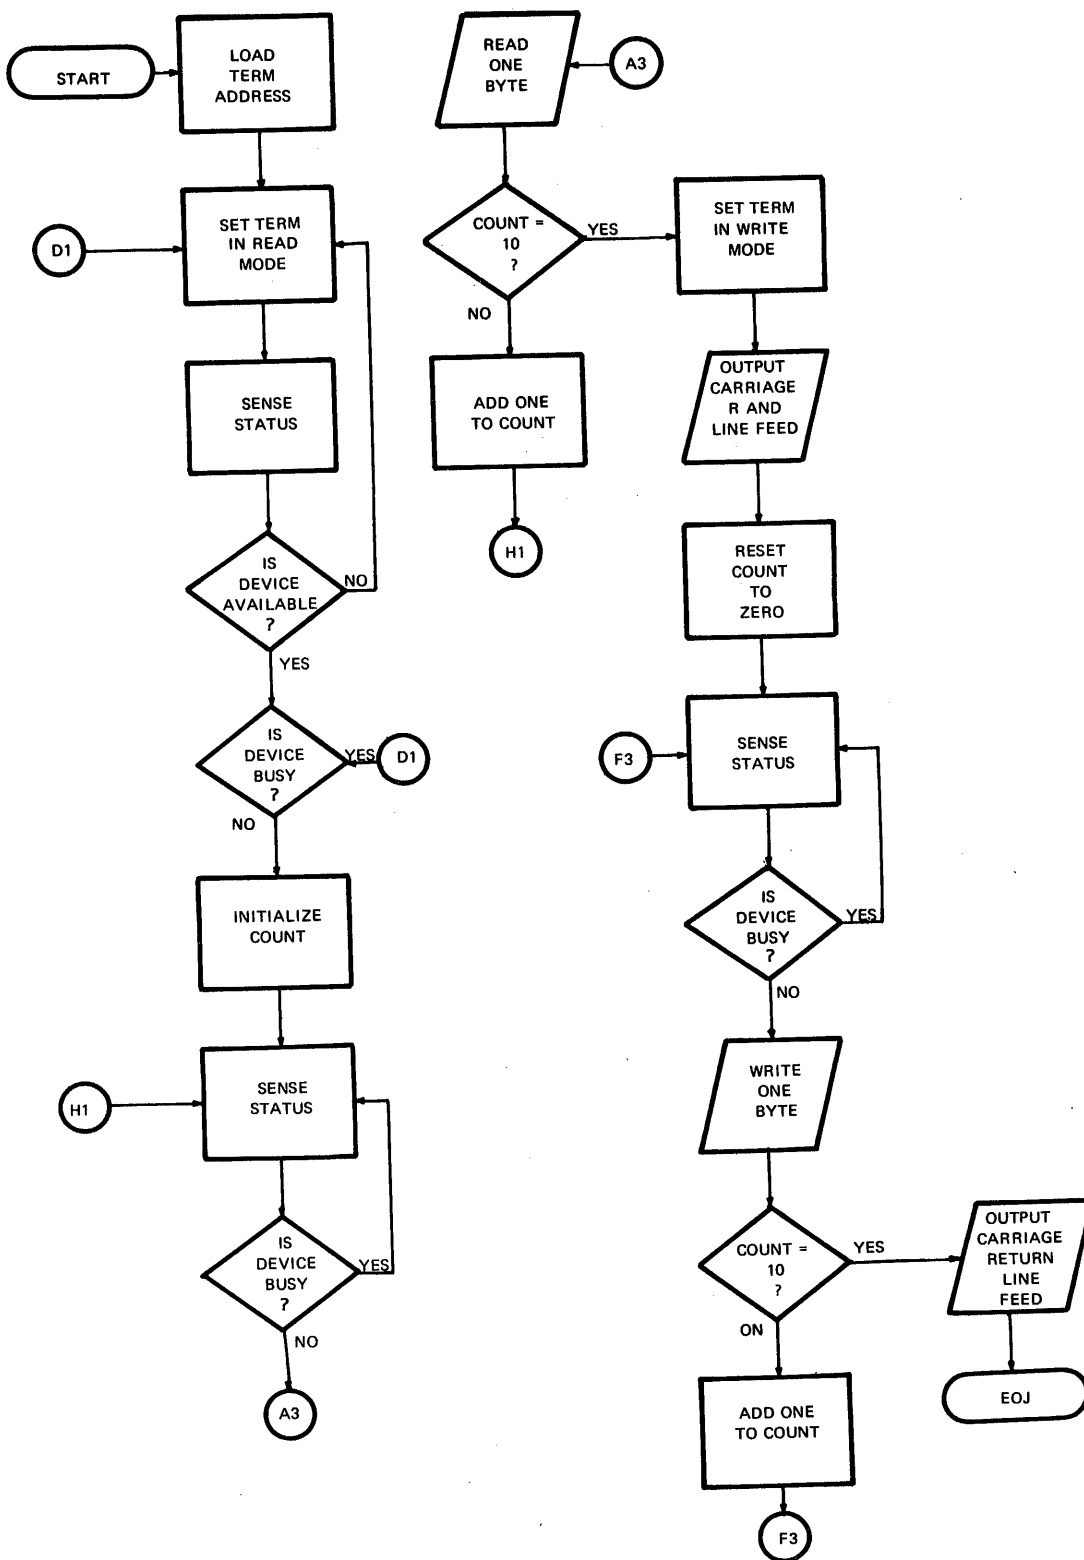 START
LOAD
TERM
ADDRESS
D1
SET TERM
IN READ
MODE
SENSE
STATUS
IS
DEVICE
AVAILABLE
?
NO
YES
IS
DEVICE
BUSY
?
YES
D1
NO
INITIALIZE
COUNT
H1
SENSE
STATUS
IS
DEVICE
BUSY
?
YES
NO
A3
READ
ONE
BYTE
A3
COUNT =
10
?
YES
NO
ADD ONE
TO COUNT
H1
SET TERM
IN WRITE
MODE
OUTPUT
CARRIAGE
R AND
LINE FEED
RESET
COUNT
TO
ZERO
F3
SENSE
STATUS
IS
DEVICE
BUSY
?
YES
NO
WRITE
ONE
BYTE
COUNT =
10
?
YES
ON
OUTPUT
CARRIAGE
RETURN
LINE
FEED
EOJ
ADD ONE
TO COUNT
F3